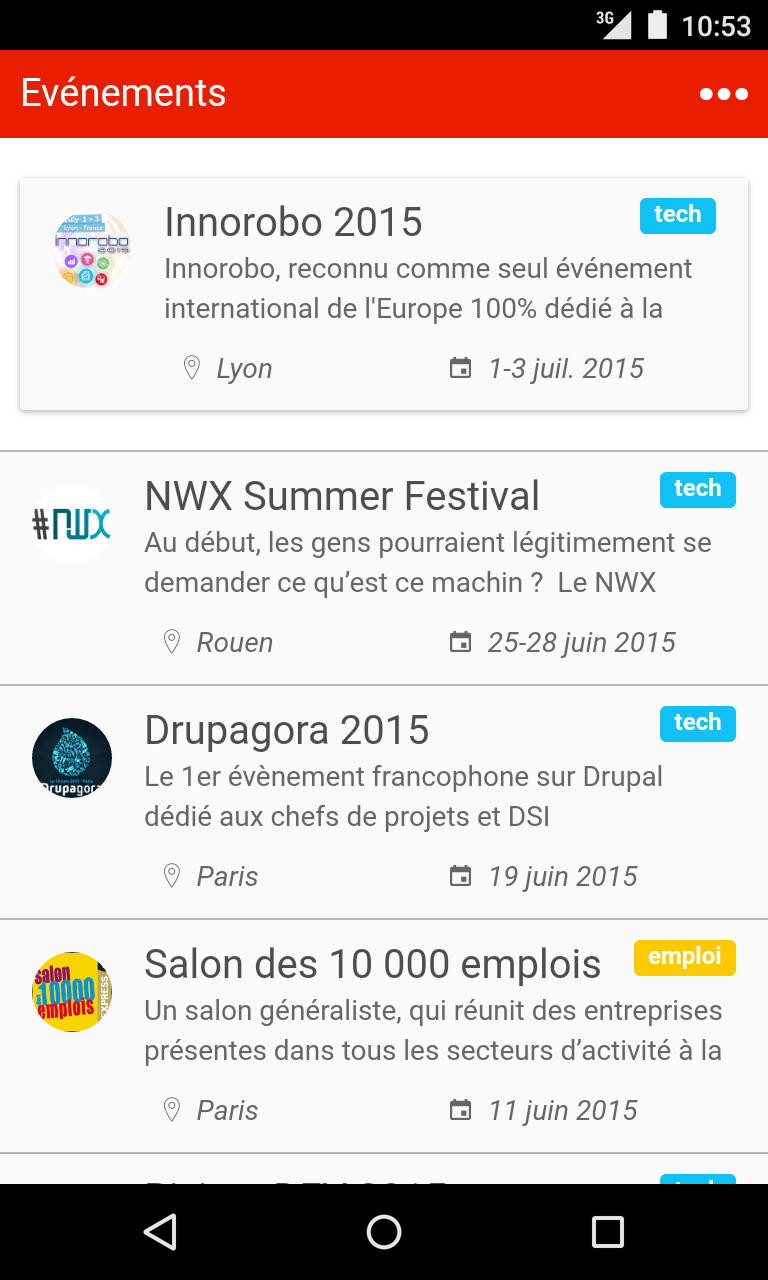 3G 10:53
Evénements
Innorobo 2015
tech
Innorobo, reconnu comme seul événement
international de l'Europe 100% dédié à la
Lyon
1-3 juil. 2015
July 1 > 3
Lyon - France
innorobo
2015
NWX Summer Festival
tech
#NWX
Au début, les gens pourraient légitimement se
demander ce qu’est ce machin ?  Le NWX
Rouen
25-28 juin 2015
Drupagora 2015
tech
Drupagora
Le 1er évènement francophone sur Drupal
dédié aux chefs de projets et DSI
Paris
19 juin 2015
Salon des 10 000 emplois
emploi
salon
10000
emplois
EXPRESS
Un salon généraliste, qui réunit des entreprises
présentes dans tous les secteurs d’activité à la
Paris
11 juin 2015